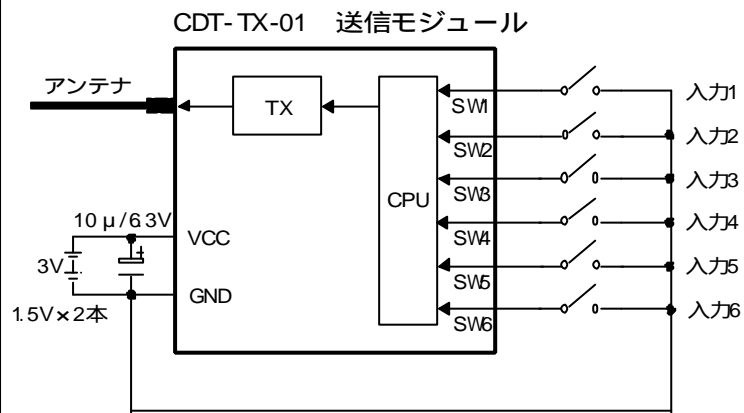 CDT-TX-01 送信モジュール
アンテナ
TX
CPU
SW1
入力1
SW2
入力2
SW3
入力3
SW4
入力4
SW5
入力5
SW6
入力6
10μ/6.3V
+
VCC
3V
GND
1.5V×2本